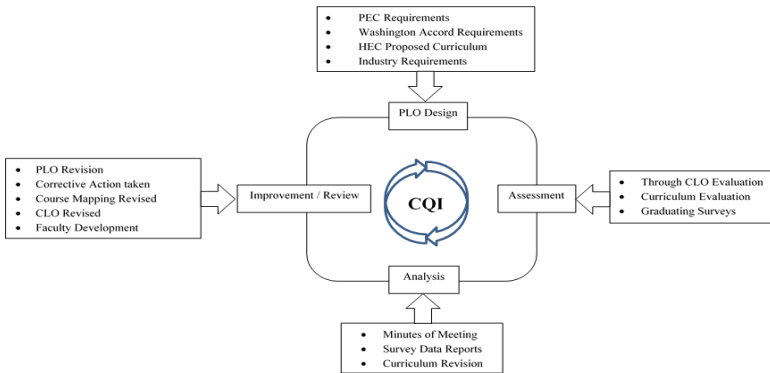 • PEC Requirements
• Washington Accord Requirements
• HEC Proposed Curriculum
• Industry Requirements
PLO Design
• PLO Revision
• Corrective Action taken
• Course Mapping Revised
• CLO Revised
• Faculty Development
Improvement / Review
CQI
Assessment
• Through CLO Evaluation
• Curriculum Evaluation
• Graduating Surveys
Analysis
• Minutes of Meeting
• Survey Data Reports
• Curriculum Revision